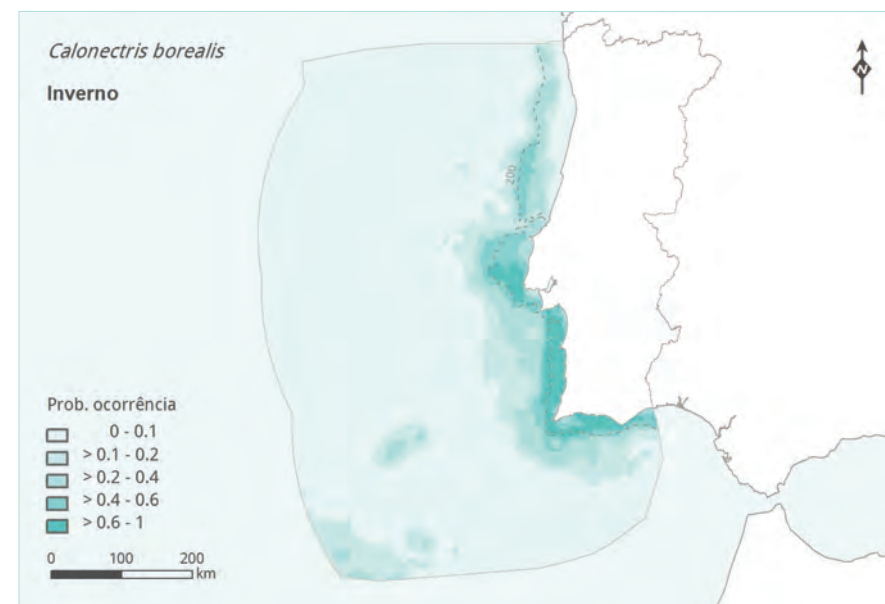 Calonectris borealis
Inverno
N
200
Prob. ocorrência
0 - 0.1
> 0.1 - 0.2
> 0.2 - 0.4
> 0.4 - 0.6
> 0.6 - 1
0 100 200
km